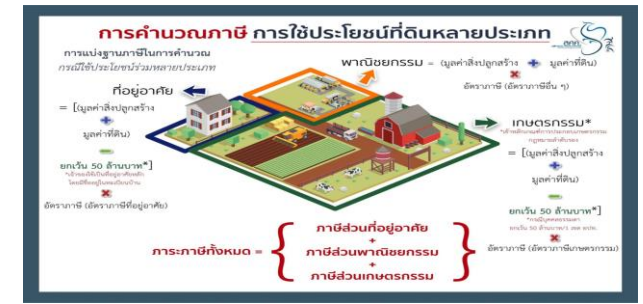 การคำนวณภาษี การใช้ประโยชน์ที่ดินหลายประเภท
สถ.
การแบ่งฐานภาษีในการคำนวณ
กรณีใช้ประโยชน์ร่วมหลายประเภท
พาณิชยกรรม = (มูลค่าสิ่งปลูกสร้าง + มูลค่าที่ดิน)
×
อัตราภาษี (อัตราภาษีอื่น ๆ)
ที่อยู่อาศัย
= [(มูลค่าสิ่งปลูกสร้าง
+
มูลค่าที่ดิน)
-
ยกเว้น 50 ล้านบาท*]
×
อัตราภาษี (อัตราภาษีที่อยู่อาศัย)
เกษตรกรรม*
= [(มูลค่าสิ่งปลูกสร้าง
+
มูลค่าที่ดิน)
-
ยกเว้น 50 ล้านบาท*]
×
อัตราภาษี (อัตราภาษีเกษตรกรรม)
ภาระภาษีทั้งหมด =
ภาษีส่วนที่อยู่อาศัย
+
ภาษีส่วนพาณิชยกรรม
+
ภาษีส่วนเกษตรกรรม